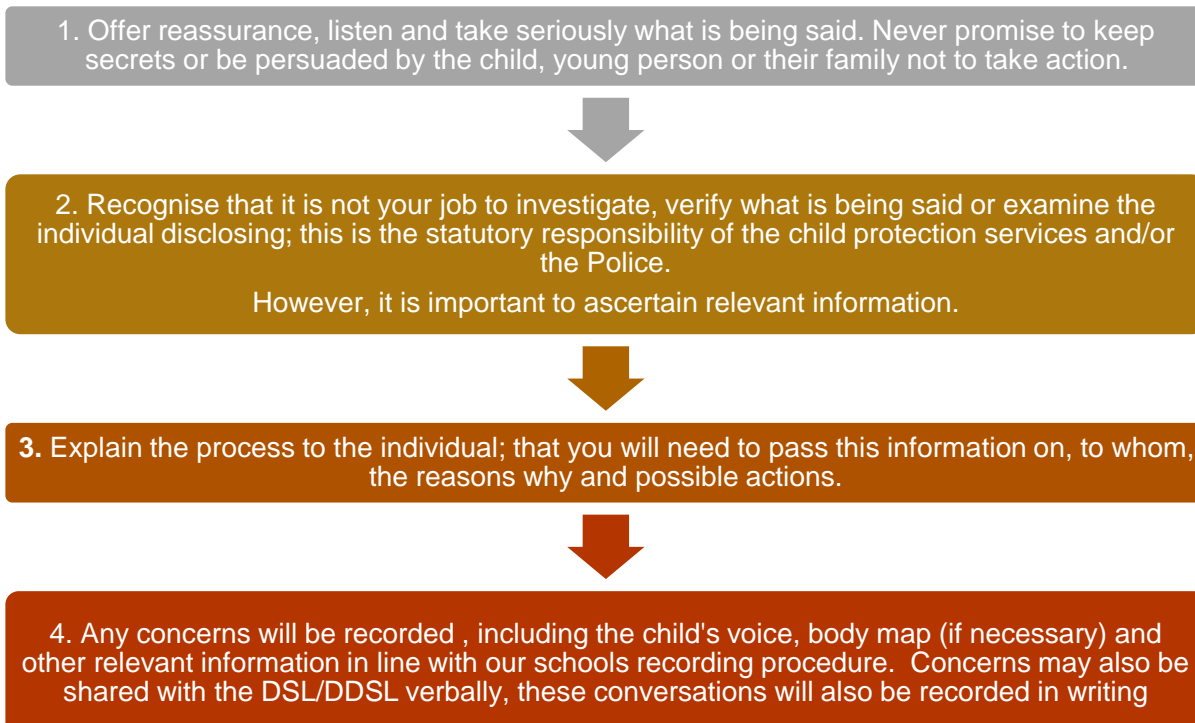 1. Offer reassurance, listen and take seriously what is being said. Never promise to keep
secrets or be persuaded by the child, young person or their family not to take action.
2. Recognise that it is not your job to investigate, verify what is being said or examine the
individual disclosing; this is the statutory responsibility of the child protection services and/or
the Police.
However, it is important to ascertain relevant information.
3. Explain the process to the individual; that you will need to pass this information on, to whom,
the reasons why and possible actions.
4. Any concerns will be recorded , including the child's voice, body map (if necessary) and
other relevant information in line with our schools recording procedure.  Concerns may also be
shared with the DSL/DDSL verbally, these conversations will also be recorded in writing